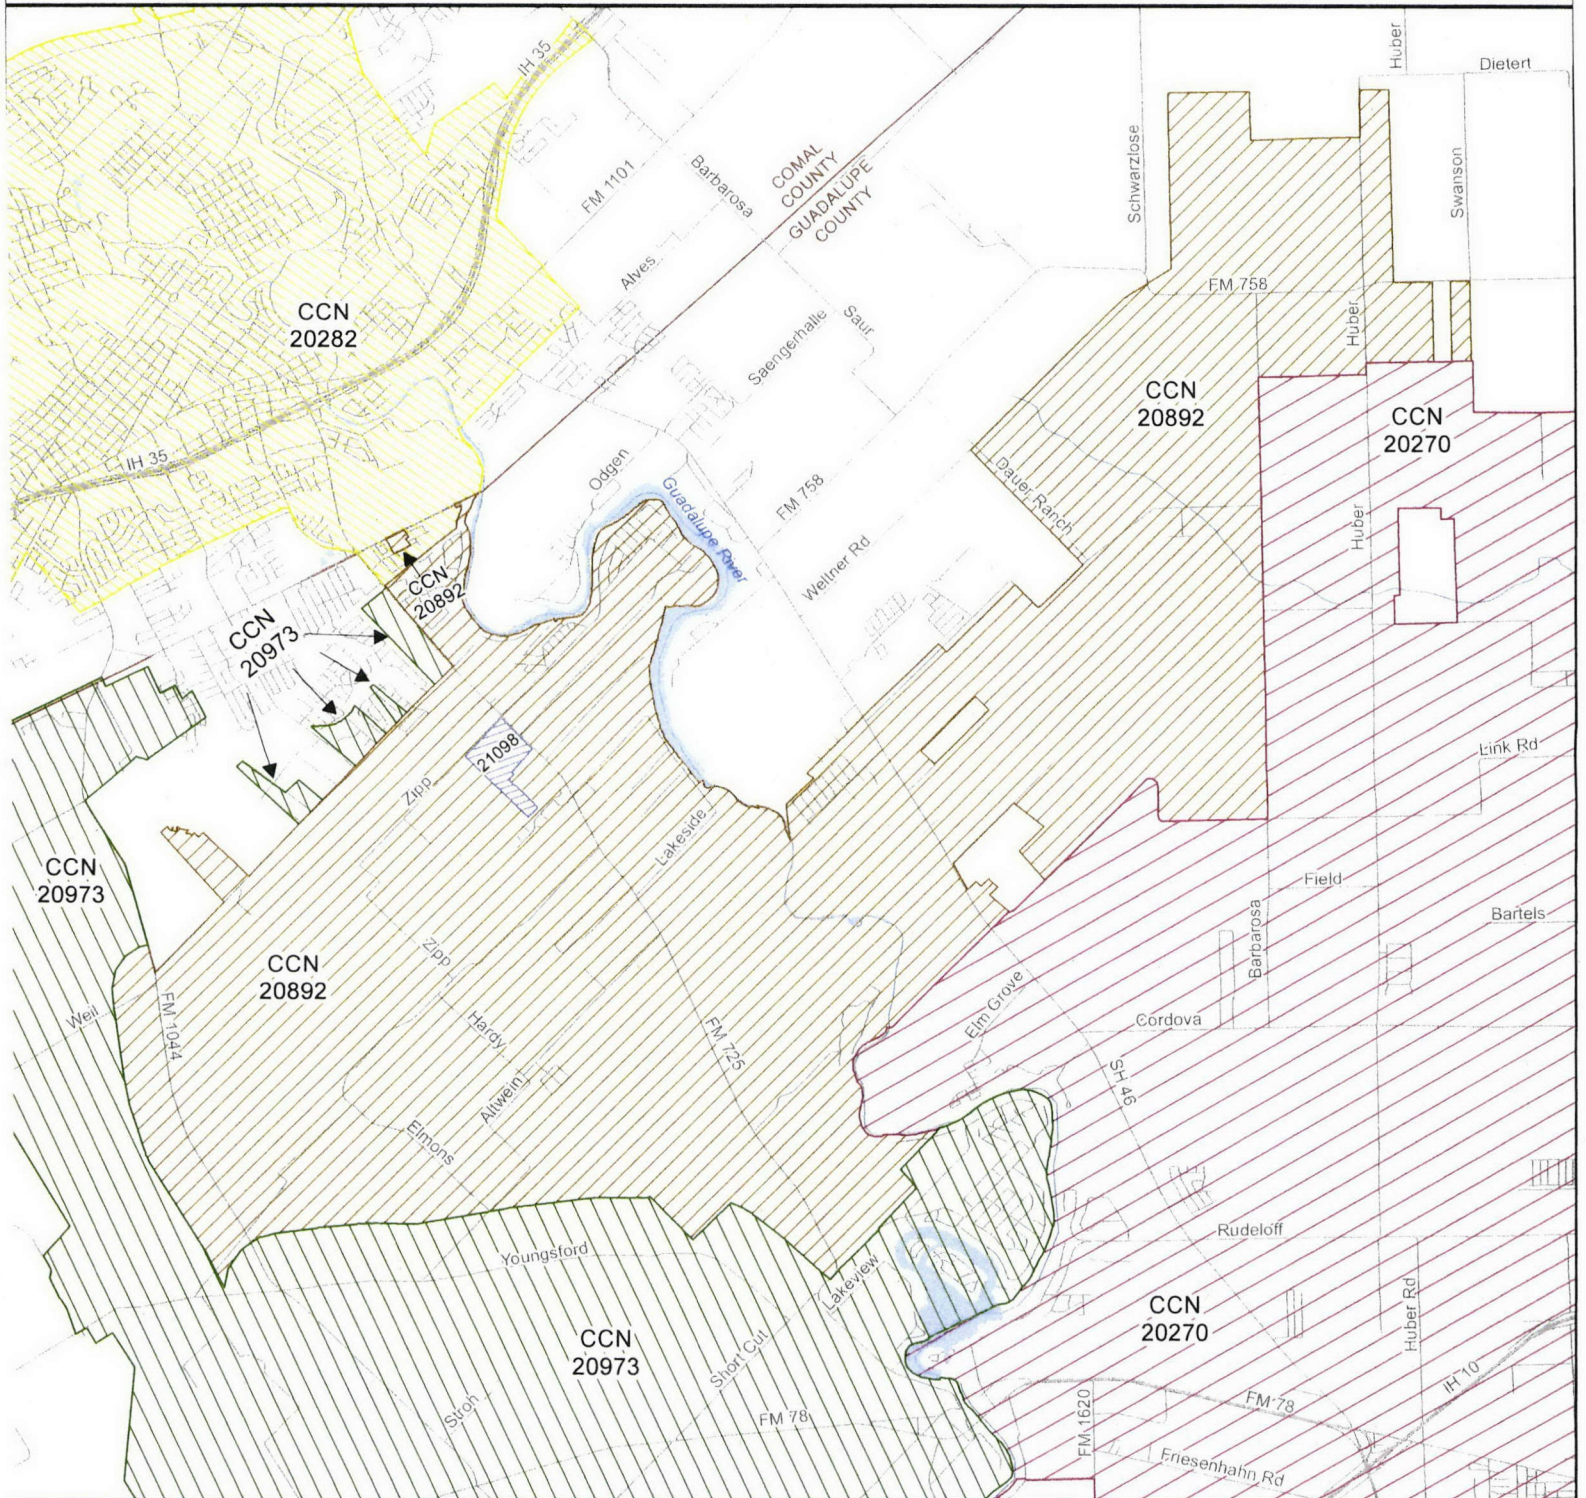 Huber
Dietert
IH 35
Schwarzlose
Swanson
FM 1101
Barbarosa
COMAL
COUNTY
GUADALUPE
COUNTY
Alves
CCN
20282
FM 758
Huber
Saengerhalle
Saur
CCN
20892
CCN
20270
IH 35
Odgen
Guadalupe River
FM 758
Dauer Ranch
Huber
Weltner Rd
CCN
20892
CCN
20973
21098
Zipp
Link Rd
Lakeside
CCN
20973
Field
Bartels
Barbarosa
Zipp
CCN
20892
Elm Grove
Weil
FM 1044
Hardy
FM 725
Cordova
SH 46
Altwein
Elmons
Youngsford
Rudeloff
Lakeview
CCN
20270
Huber Rd
CCN
20973
Short Cut
IH 10
Stroh
FM 78
FM 1620
FM 78
Friesenhahn Rd